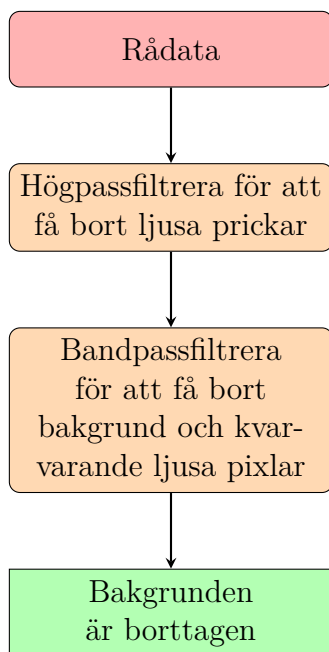 Rådata
Högpassfiltrera för att
få bort ljusa prickar
Bandpassfiltrera
för att få bort
bakgrund och kvar-
varande ljusa pixlar
Bakgrunden
är borttagen